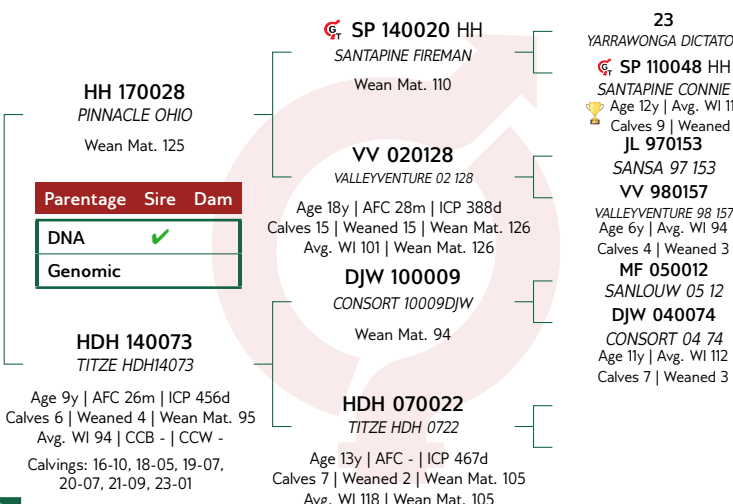 HH 170028
PINNACLE OHIO
Wean Mat. 125
Parentage Sire Dam
DNA ✔
Genomic
HDH 140073
TITZE HDH14073
Age 9y | AFC 26m | ICP 456d
Calves 6 | Weaned 4 | Wean Mat. 95
Avg. WI 94 | CCB - | CCW -
Calvings: 16-10, 18-05, 19-07,
20-07, 21-09, 23-01
SP 140020 HH
SANTAPINE FIREMAN
Wean Mat. 110
VV 020128
VALLEYVENTURE 02 128
Age 18y | AFC 28m | ICP 388d
Calves 15 | Weaned 15 | Wean Mat. 126
Avg. WI 101 | Wean Mat. 126
DJW 100009
CONSORT 10009DJW
Wean Mat. 94
HDH 070022
TITZE HDH 0722
Age 13y | AFC - | ICP 467d
Calves 7 | Weaned 2 | Wean Mat. 105
Avg. WI 118 | Wean Mat. 105
23
YARRAWONGA DICTATO
SP 110048 HH
SANTAPINE CONNIE
Age 12y | Avg. WI 11
Calves 9 | Weaned
JL 970153
SANSA 97 153
VV 980157
VALLEYVENTURE 98 157
Age 6y | Avg. WI 94
Calves 4 | Weaned 3
MF 050012
SANLOUW 05 12
DJW 040074
CONSORT 04 74
Age 11y | Avg. WI 112
Calves 7 | Weaned 3